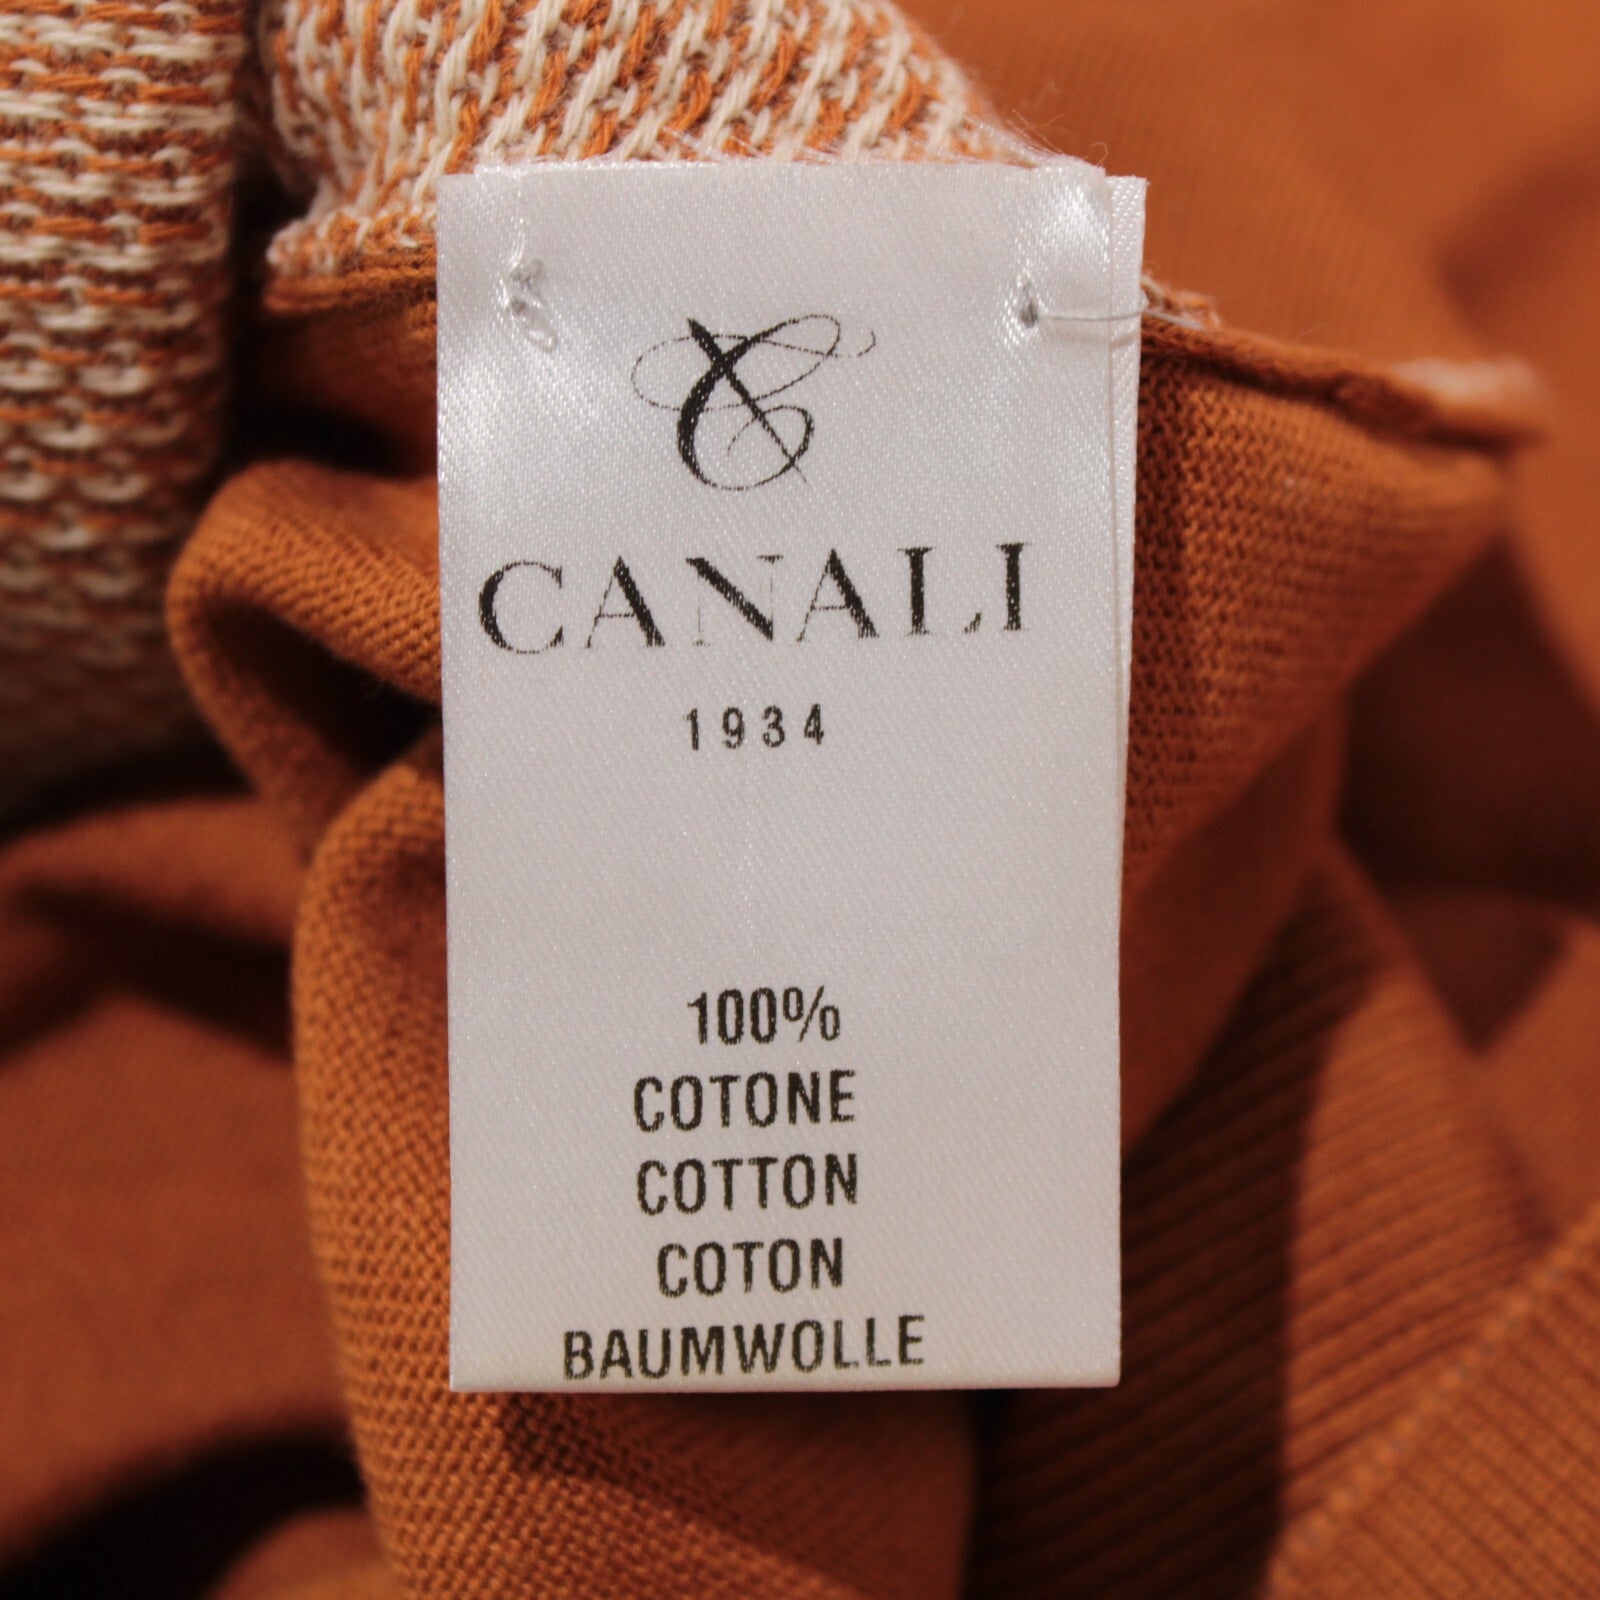 CANALI
1934
100%
COTONE
COTTON
COTON
BAUMWOLLE